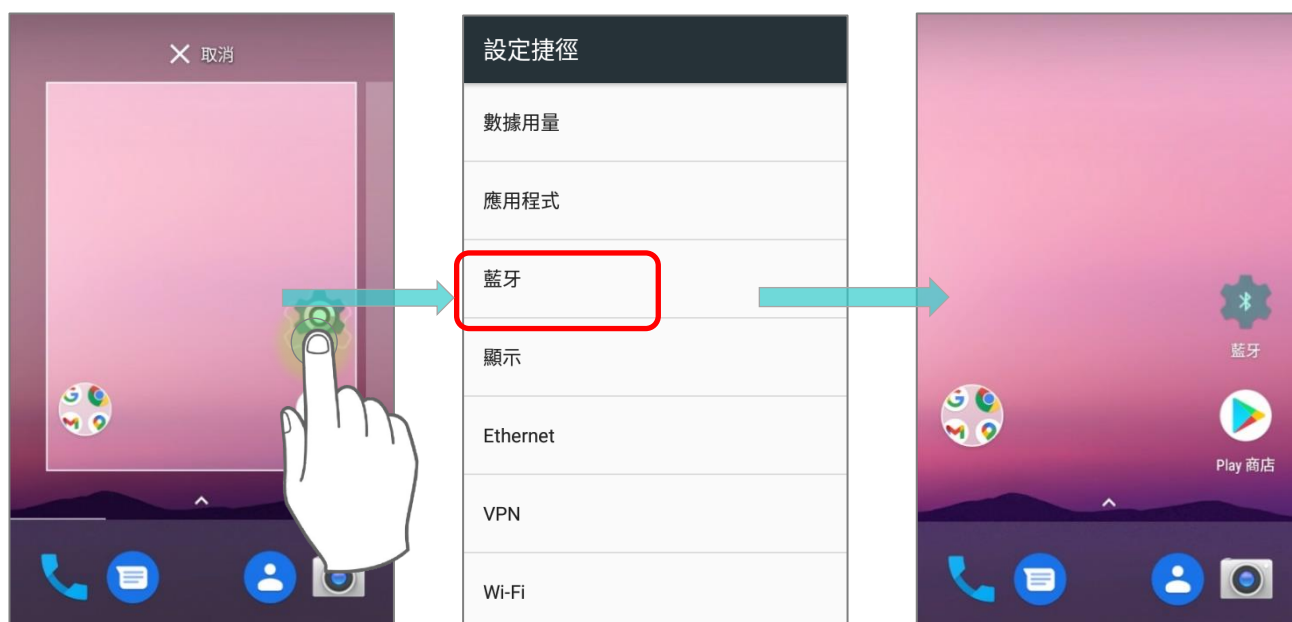 取消
設定捷徑
數據用量
應用程式
藍牙
顯示
Ethernet
VPN
Wi-Fi
藍牙
Play 商店